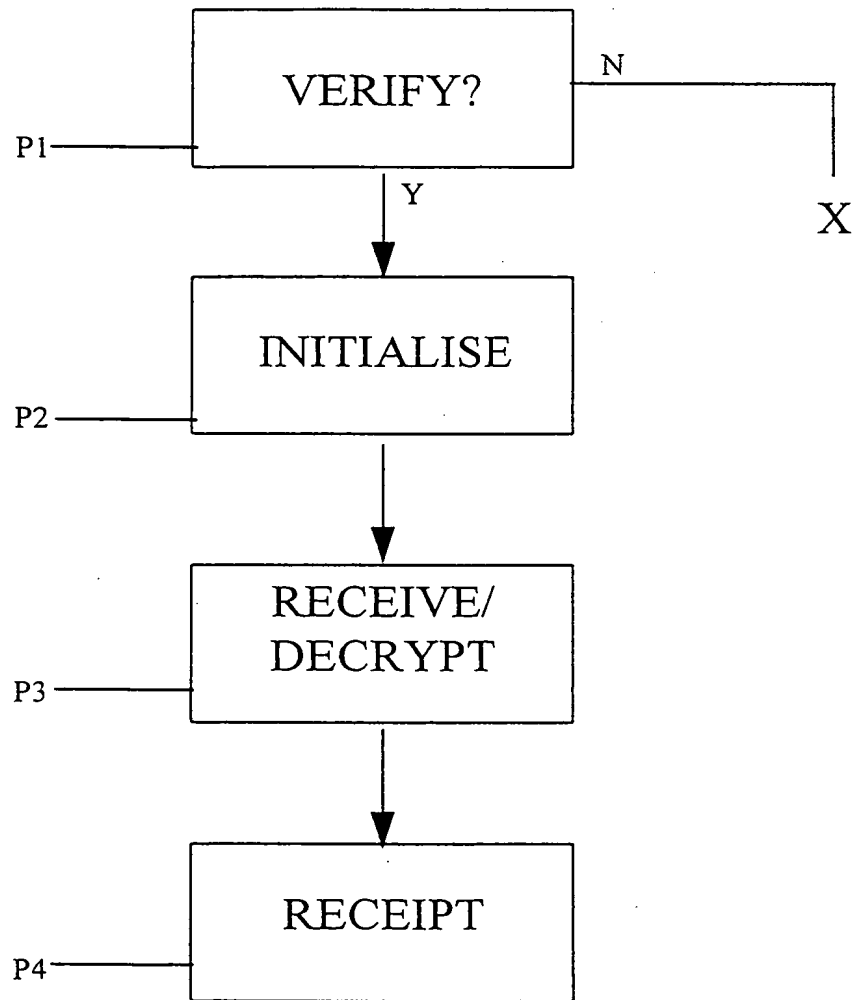 VERIFY?
N
P1
Y
X
INITIALISE
P2
RECEIVE/
DECRYPT
P3
RECEIPT
P4